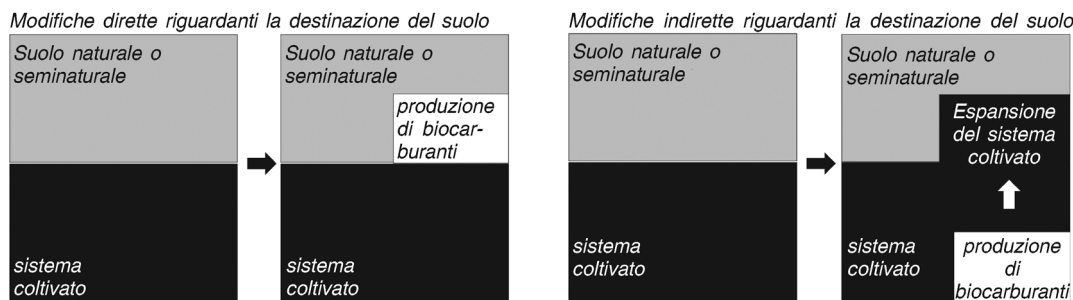 Modifiche dirette riguardanti la destinazione del suolo
Suolo naturale o
seminaturale
sistema
coltivato
Suolo naturale o
seminaturale
produzione
di biocar-
buranti
sistema
coltivato
Modifiche indirette riguardanti la destinazione del suolo
Suolo naturale o
seminaturale
sistema
coltivato
Suolo naturale o
seminaturale
Espansione
del sistema
coltivato
sistema
coltivato
produzione
di
biocarburanti